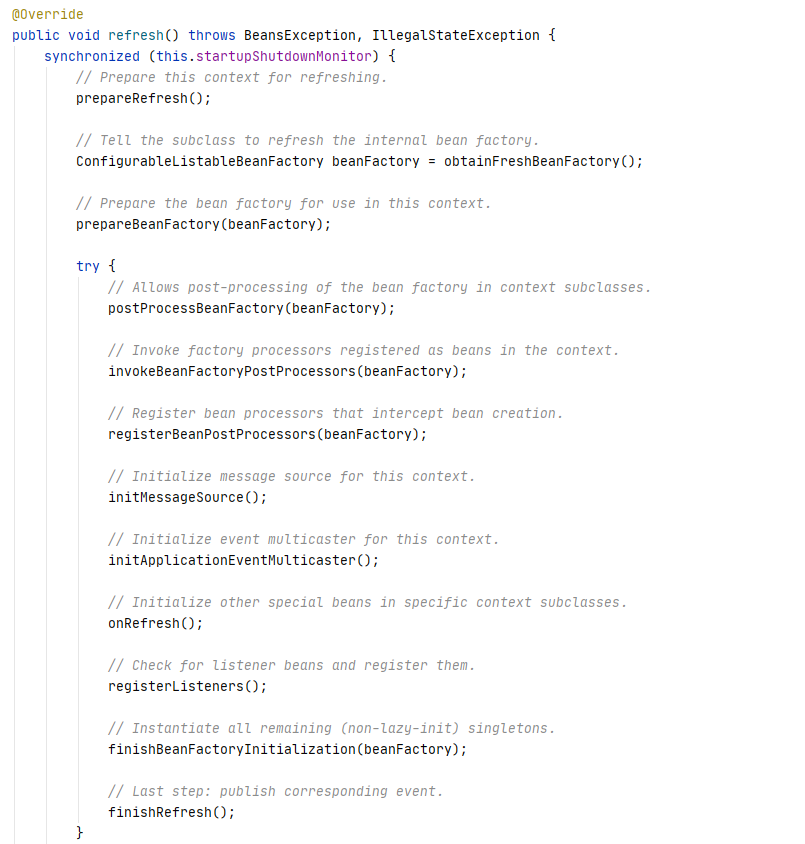 @Override
public void refresh() throws BeansException, IllegalStateException {
synchronized (this.startupShutdownMonitor) {
// Prepare this context for refreshing.
prepareRefresh();
// Tell the subclass to refresh the internal bean factory.
ConfigurableListableBeanFactory beanFactory = obtainFreshBeanFactory();
// Prepare the bean factory for use in this context.
prepareBeanFactory(beanFactory);
try {
// Allows post-processing of the bean factory in context subclasses.
postProcessBeanFactory(beanFactory);
// Invoke factory processors registered as beans in the context.
invokeBeanFactoryPostProcessors(beanFactory);
// Register bean processors that intercept bean creation.
registerBeanPostProcessors(beanFactory);
// Initialize message source for this context.
initMessageSource();
// Initialize event multicaster for this context.
initApplicationEventMulticaster();
// Initialize other special beans in specific context subclasses.
onRefresh();
// Check for listener beans and register them.
registerListeners();
// Instantiate all remaining (non-lazy-init) singletons.
finishBeanFactoryInitialization(beanFactory);
// Last step: publish corresponding event.
finishRefresh();
}